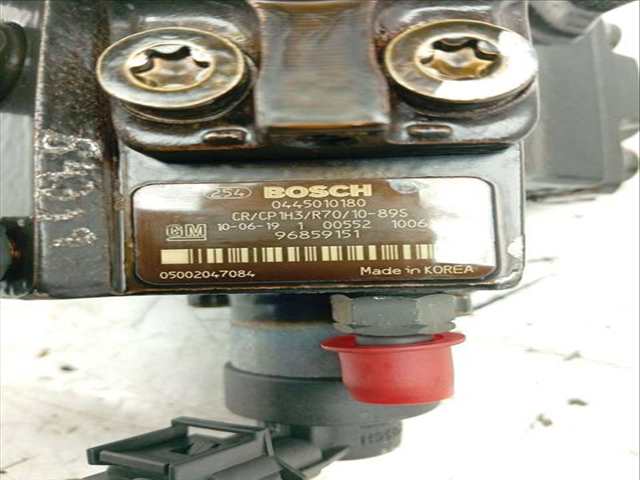 254 BOSCH
0445010180
CR/CP1H3/R70/10-89S
GM 10-06-19 1 00552 1006
96859151
05002047084 Made in KOREA